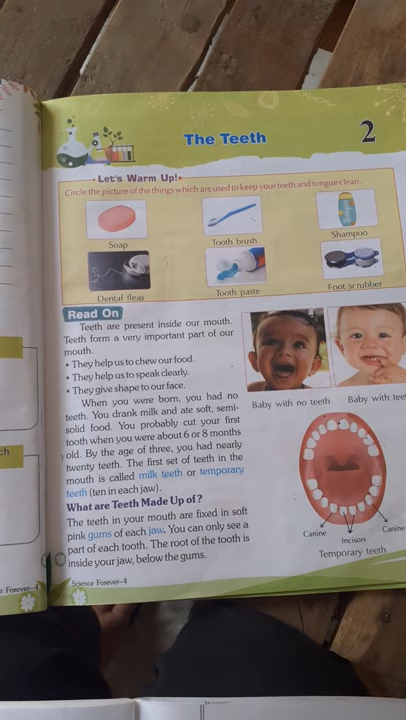 The Teeth
2
Let's Warm Up!
Circle the picture of the things which are used to keep your teeth and tongue clean.
Soap
Tooth brush
Shampoo
Dental fleas
Tooth paste
Foot scrubber
Read On
Teeth are present inside our mouth.
Teeth form a very important part of our
mouth.
• They help us to chew our food.
• They help us to speak clearly.
• They give shape to our face.
When you were born, you had no
teeth. You drank milk and ate soft, semi-
solid food. You probably cut your first
tooth when you were about 6 or 8 months
old. By the age of three, you had nearly
twenty teeth. The first set of teeth in the
mouth is called milk teeth or temporary
teeth (ten in each jaw).
Baby with no teeth
Baby with teet
What are Teeth Made Up of?
The teeth in your mouth are fixed in soft
pink gums of each jaw. You can only see a
part of each tooth. The root of the tooth is
inside your jaw, below the gums.
Canine
Incisors
Canine
Temporary teeth
Science Forever–4
ch
e Forever–4